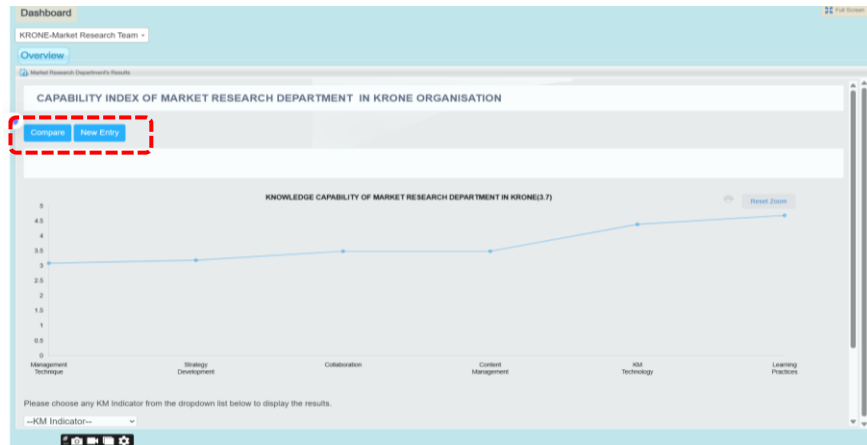 Dashboard
Full Screen
KRONE-Market Research Team
Overview
Market Research Department's Results
CAPABILITY INDEX OF MARKET RESEARCH DEPARTMENT IN KRONE ORGANISATION
Compare New Entry
KNOWLEDGE CAPABILITY OF MARKET RESEARCH DEPARTMENT IN KRONE(3.7)
Reset Zoom
5
4.5
4
3.5
3
2.5
2
1.5
1
0.5
0
Management Technique
Strategy Development
Collaboration
Content Management
KM Technology
Learning Practices
Please choose any KM Indicator from the dropdown list below to display the results.
--KM Indicator--